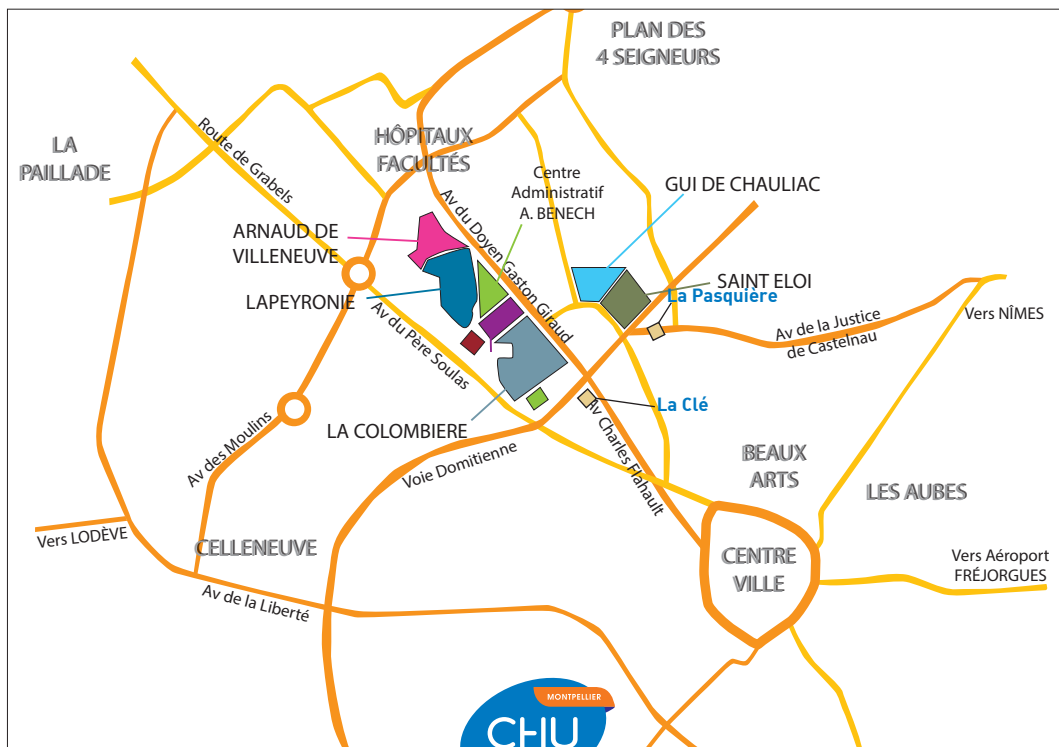 PLAN DES
4 SEIGNEURS
LA
PAILLADE
Route de Grabels
HÔPITAUX
FACULTÉS
Centre
Administratif
A. BENECH
GUI DE CHAULIAC
ARNAUD DE
VILLENEUVE
Av du Doyen Gaston Giraud
SAINT ELOI
La Pasquière
LAPEYRONIE
Av du Père Soulas
Av de la Justice
de Castelnau
Vers NÎMES
La Clé
LA COLOMBIERE
Av Charles Flahault
Av des Moulins
Voie Domitienne
BEAUX
ARTS
LES AUBES
Vers LODÈVE
CELLENEUVE
CENTRE
VILLE
Vers Aéroport
FRÉJORGUES
Av de la Liberté
MONTPELLIER
CHU